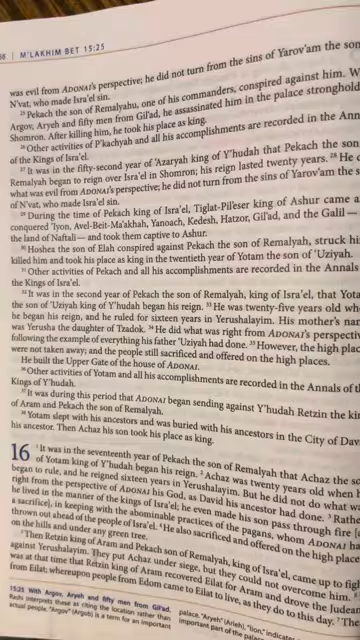 M'LAKHIM BET 15:25
was evil from ADONAI's perspective; he did not turn from the sins of Yarov'am the son
N'vat, who made Isra'el sin.
25 Pekach the son of Remalyahu, one of his commanders, conspired against him. W
Argov, Aryeh and fifty men from Gil'ad, he assassinated him in the palace stronghold
Shomron. After killing him, he took his place as king.
26 Other activities of P'kachyah and all his accomplishments are recorded in the Ann
of the Kings of Isra'el.
27 It was in the fifty-second year of 'Azaryah king of Y'hudah that Pekach the son
Remalyah began to reign over Isra'el in Shomron; his reign lasted twenty years. 28 He
what was evil from ADONAI's perspective; he did not turn from the sins of Yarov'am the s
of N'vat, who made Isra'el sin.
29 During the time of Pekach king of Isra'el, Tiglat-Pil'eser king of Ashur came a
conquered 'Iyon, Avel-Beit-Ma'akhah, Yanoach, Kedesh, Hatzor, Gil'ad, and the Galil —
the land of Naftali — and took them captive to Ashur.
30 Hoshea the son of Elah conspired against Pekach the son of Remalyah, struck hi
killed him and took his place as king in the twentieth year of Yotam the son of 'Uziyah.
31 Other activities of Pekach and all his accomplishments are recorded in the Annals
the Kings of Isra'el.
32 It was in the second year of Pekach the son of Remalyah, king of Isra'el, that Yota
the son of 'Uziyah king of Y'hudah began his reign. 33 He was twenty-five years old wh
he began his reign, and he ruled for sixteen years in Yerushalayim. His mother's nam
was Yerusha the daughter of Tzadok. 34 He did what was right from ADONAI's perspectiv
following the example of everything his father 'Uziyah had done. 35 However, the high plac
were not taken away; and the people still sacrificed and offered on the high places.
He built the Upper Gate of the house of ADONAI.
36 Other activities of Yotam and all his accomplishments are recorded in the Annals of t
Kings of Y'hudah.
37 It was during this period that ADONAI began sending against Y'hudah Retzin the kin
of Aram and Pekach the son of Remalyah.
38 Yotam slept with his ancestors and was buried with his ancestors in the City of Dav
his ancestor. Then Achaz his son took his place as king.
16 1 It was in the seventeenth year of Pekach the son of Remalyah that Achaz the so
of Yotam king of Y'hudah began his reign. 2 Achaz was twenty years old when
began to rule, and he reigned sixteen years in Yerushalayim. But he did not do what wa
right from the perspective of ADONAI his God, as David his ancestor had done. 3 Rathe
he lived in the manner of the kings of Isra'el; he even made his son pass through fire
a sacrifice], in keeping with the abominable practices of the pagans, whom ADONAI had
thrown out ahead of the people of Isra'el. 4 He also sacrificed and offered on the high place
on the hills and under any green tree.
5 Then Retzin king of Aram and Pekach son of Remalyah, king of Isra'el, came up to figh
against Yerushalayim. They put Achaz under siege, but they could not overcome him. 6
was at that time that Retzin king of Aram recovered Eilat for Aram and drove the Judean
from Eilat; whereupon people from Edom came to Eilat to live, as they do to this day. 7 The
15:25 With Argov, Aryeh and fifty men from Gil'ad.
Rashi interprets these as citing the location rather than
actual people. "Argov" (Argob) is a term for an important
palace. "Aryeh" (Arieh), "lion," indicates
important part of the palace.